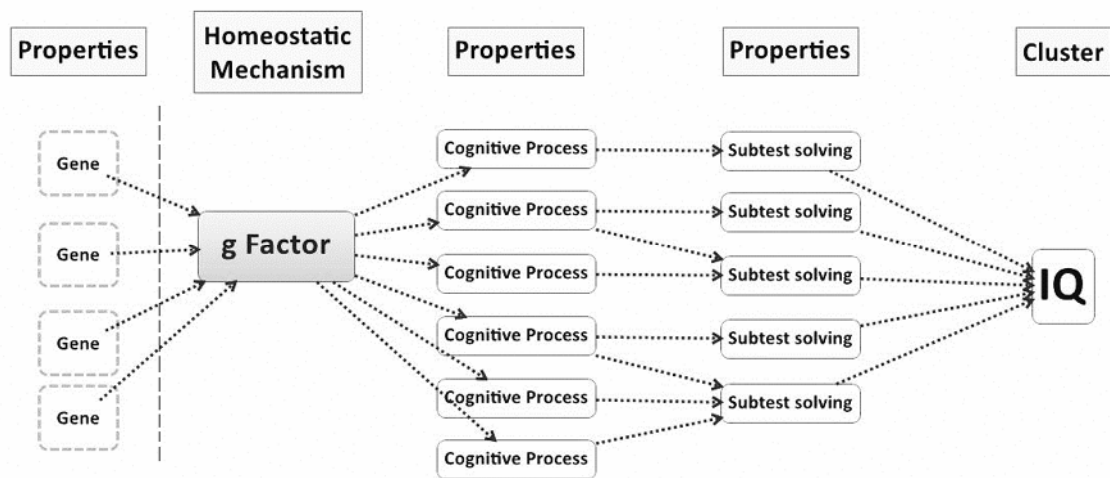 Properties
Homeostatic
Mechanism
Properties
Properties
Cluster
Gene
Gene
Gene
Gene
g Factor
Cognitive Process
Cognitive Process
Cognitive Process
Cognitive Process
Cognitive Process
Cognitive Process
Subtest solving
Subtest solving
Subtest solving
Subtest solving
Subtest solving
IQ